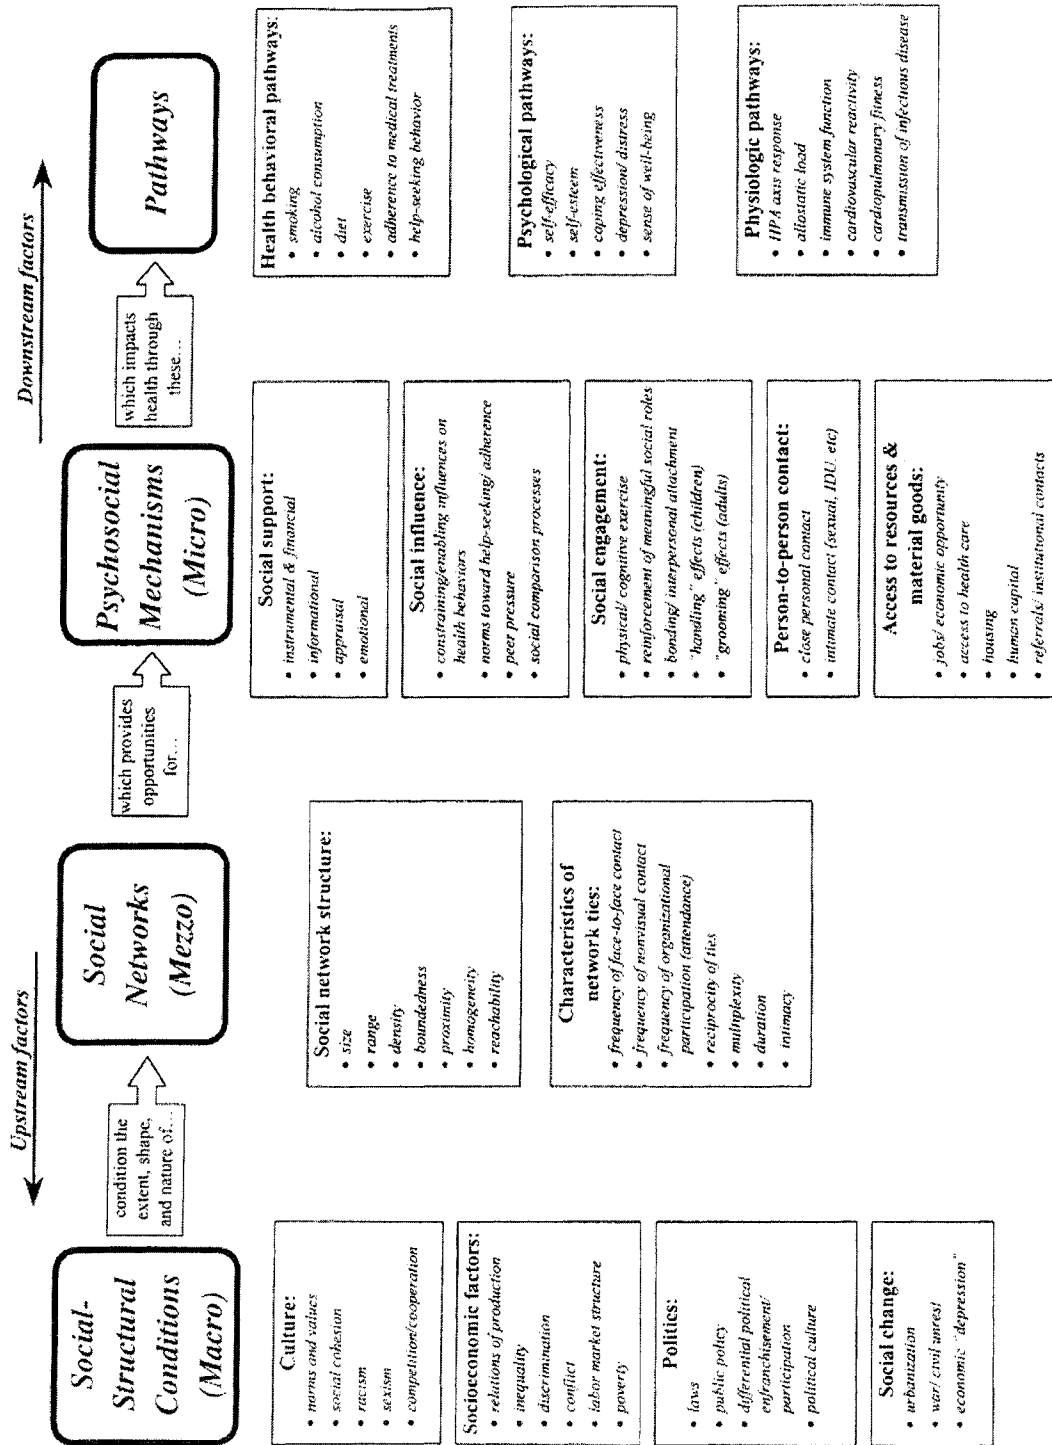 Upstream factors
Downstream factors
Social-
Structural
Conditions
(Macro)
condition the
extent, shape,
and nature of…
Social
Networks
(Mezzo)
which provides
opportunities
for…
Psychosocial
Mechanisms
(Micro)
which impacts
health through
these…
Pathways
Culture:
• norms and values
• social cohesion
• racism
• sexism
• competition/cooperation
Socioeconomic factors:
• relations of production
• inequality
• discrimination
• conflict
• labor market structure
• poverty
Politics:
• laws
• public policy
• differential political
enfranchisement/
participation
• political culture
Social change:
• urbanization
• war/ civil unrest
• economic "depression"
Social network structure:
• size
• range
• density
• boundedness
• proximity
• homogeneity
• reachability
Characteristics of
network ties:
• frequency of face-to-face contact
• frequency of nonvisual contact
• frequency of organizational
participation (attendance)
• reciprocity of ties
• multiplexity
• duration
• intimacy
Social support:
• instrumental & financial
• informational
• appraisal
• emotional
Social influence:
• constraining/enabling influences on
health behaviors
• norms toward help-seeking/ adherence
• peer pressure
• social comparison processes
Social engagement:
• physical/ cognitive exercise
• reinforcement of meaningful social roles
• bonding/ interpersonal attachment
• "handling" effects (children)
• "grooming" effects (adults)
Person-to-person contact:
• close personal contact
• intimate contact (sexual, IDU, etc)
Access to resources &
material goods:
• jobs/ economic opportunity
• access to health care
• housing
• human capital
• referrals/ institutional contacts
Health behavioral pathways:
• smoking
• alcohol consumption
• diet
• exercise
• adherence to medical treatments
• help-seeking behavior
Psychological pathways:
• self-efficacy
• self-esteem
• coping effectiveness
• depression/ distress
• sense of well-being
Physiologic pathways:
• HPA axis response
• allostatic load
• immune system function
• cardiovascular reactivity
• cardiopulmonary fitness
• transmission of infectious disease